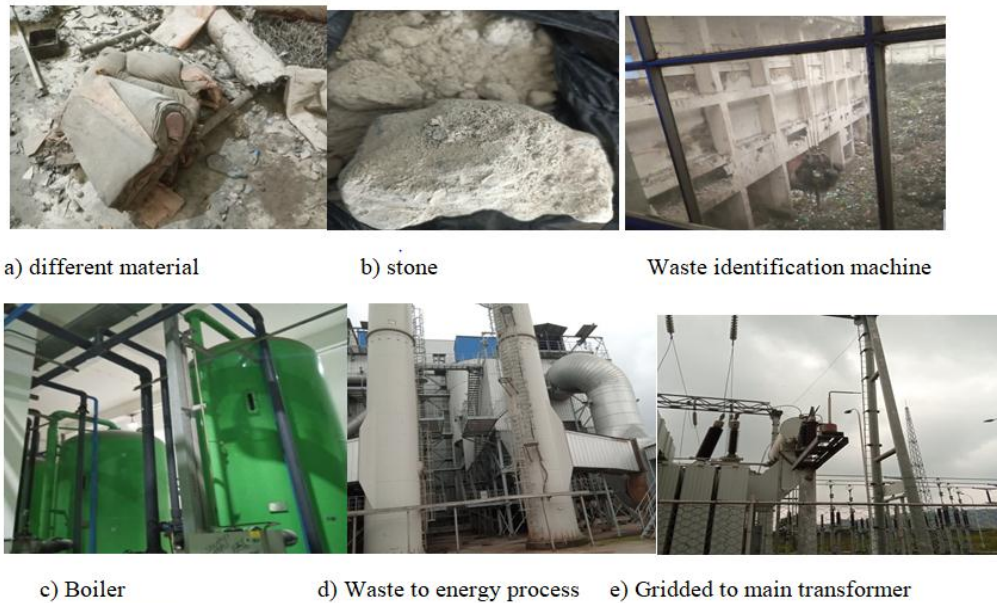 a) different material
b) stone
Waste identification machine
c) Boiler
d) Waste to energy process
e) Gridded to main transformer